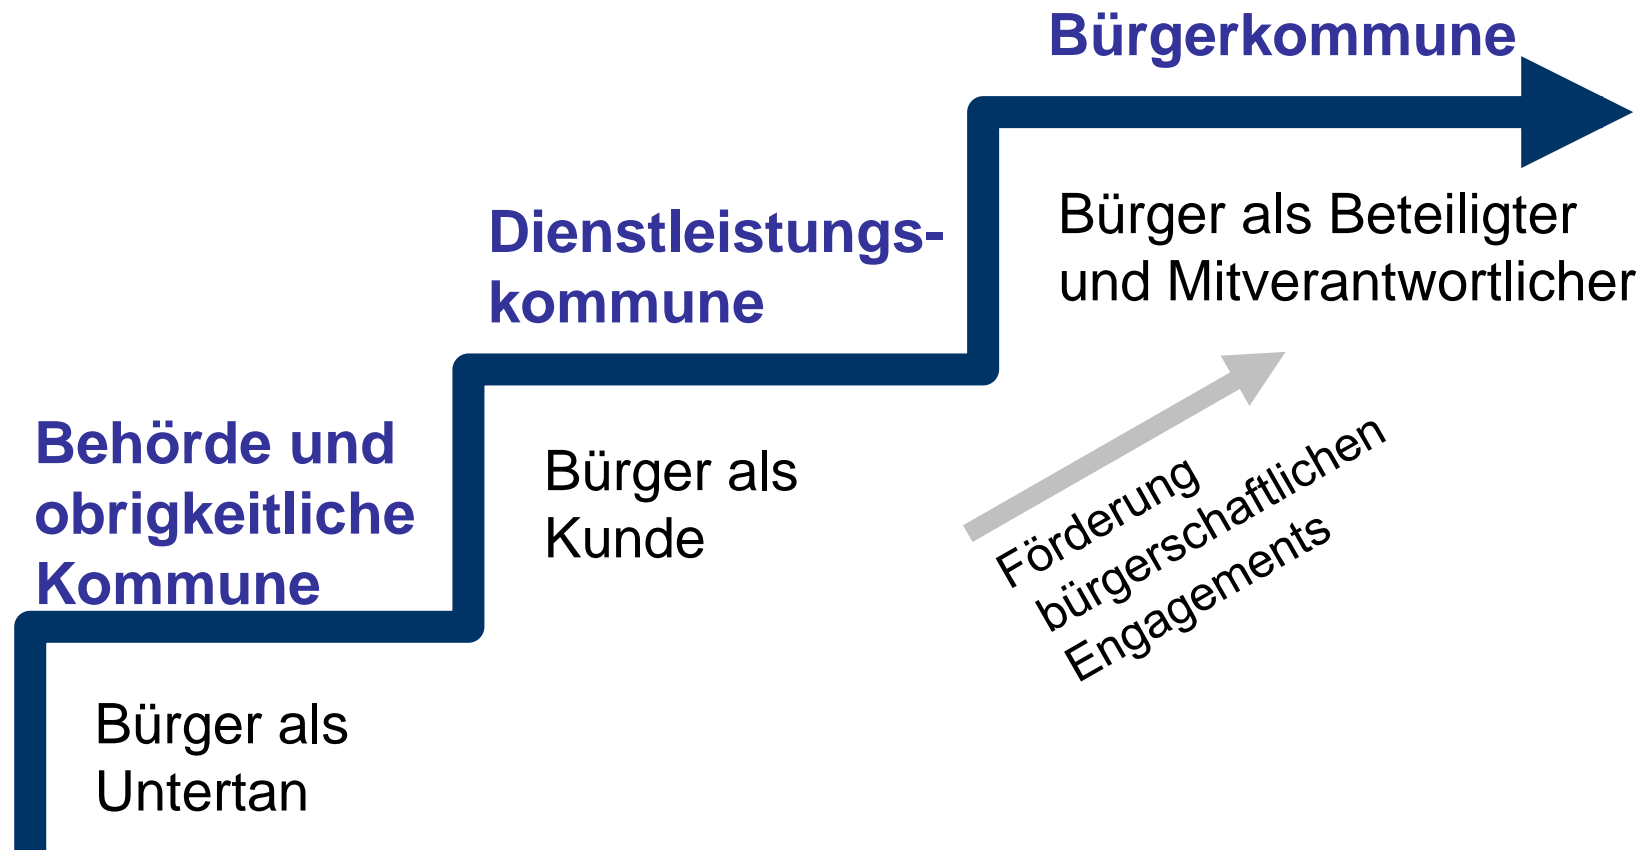 Bürgerkommune
Bürger als Beteiligter
und Mitverantwortlicher
Dienstleistungs-
kommune
Bürger als
Kunde
Förderung
bürgerschaftlichen
Engagements
Behörde und
obrigkeitliche
Kommune
Bürger als
Untertan